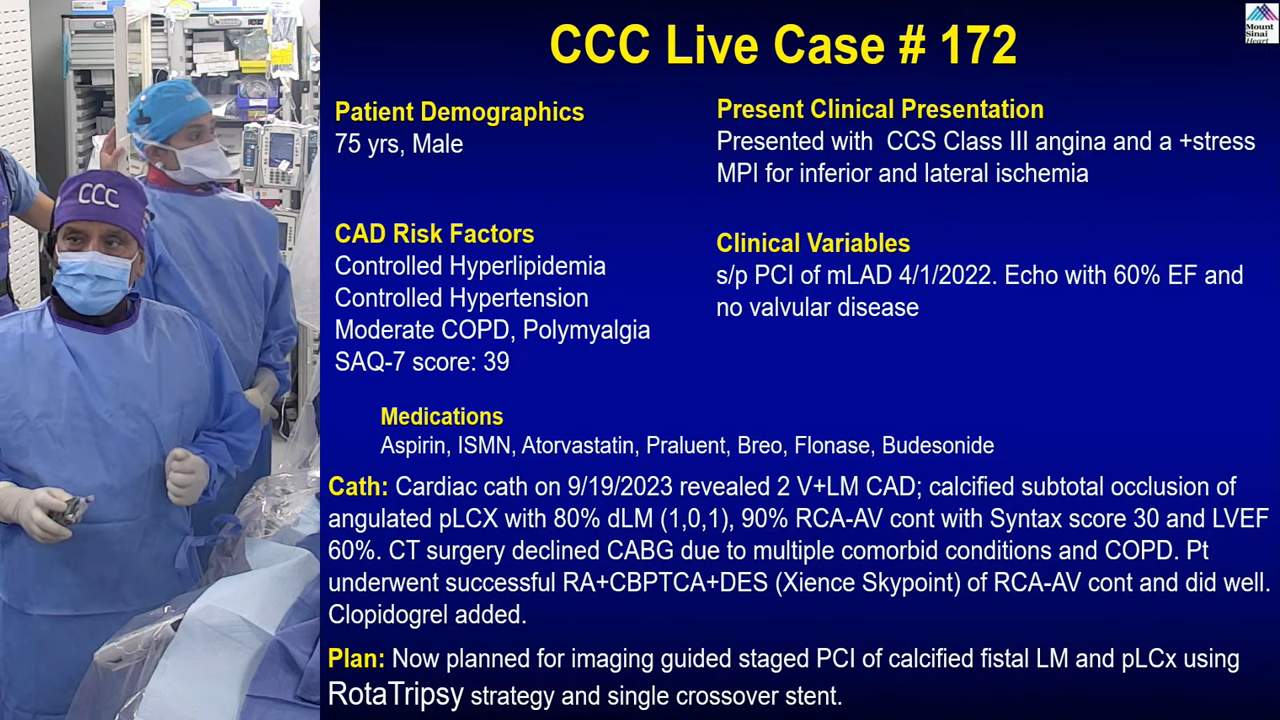 CCC Live Case # 172
Mount
Sinai
Heart
Patient Demographics
75 yrs, Male
Present Clinical Presentation
Presented with CCS Class III angina and a +stress
MPI for inferior and lateral ischemia
CAD Risk Factors
Controlled Hyperlipidemia
Controlled Hypertension
Moderate COPD, Polymyalgia
SAQ-7 score: 39
Clinical Variables
s/p PCI of mLAD 4/1/2022. Echo with 60% EF and
no valvular disease
Medications
Aspirin, ISMN, Atorvastatin, Praluent, Breo, Flonase, Budesonide
Cath: Cardiac cath on 9/19/2023 revealed 2 V+LM CAD; calcified subtotal occlusion of
angulated pLCX with 80% dLM (1,0,1), 90% RCA-AV cont with Syntax score 30 and LVEF
60%. CT surgery declined CABG due to multiple comorbid conditions and COPD. Pt
underwent successful RA+CBPTCA+DES (Xience Skypoint) of RCA-AV cont and did well.
Clopidogrel added.
Plan: Now planned for imaging guided staged PCI of calcified fistal LM and pLCx using
RotaTripsy strategy and single crossover stent.
CCC